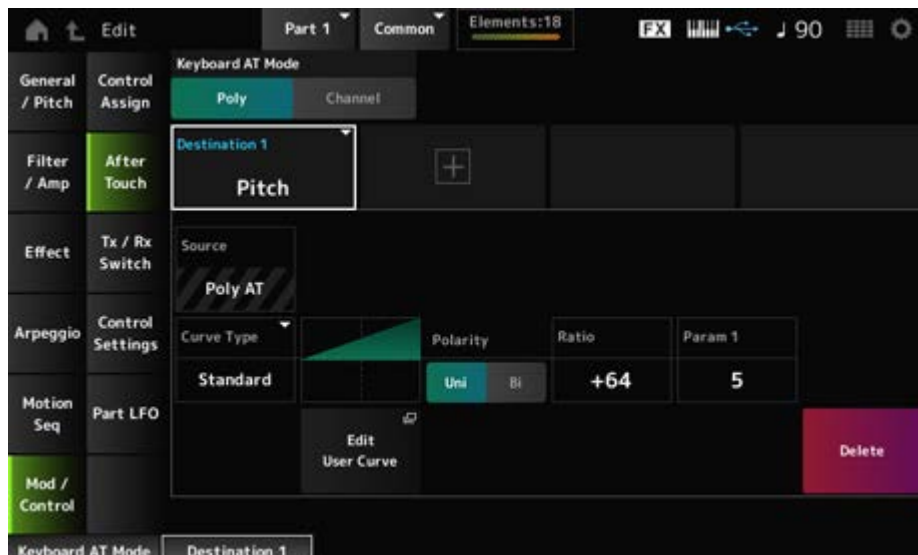 Edit
Part 1
Common
Elements:18
FX
90
General
/ Pitch
Control
Assign
Keyboard AT Mode
Poly
Channel
Filter
/ Amp
After
Touch
Destination 1
Pitch
Effect
Tx / Rx
Switch
Source
Poly AT
Arpeggio
Control
Settings
Curve Type
Standard
Polarity
Uni
Bi
Ratio
+64
Param 1
5
Motion
Seq
Part LFO
Edit
User Curve
Delete
Mod /
Control
Keyboard AT Mode
Destination 1